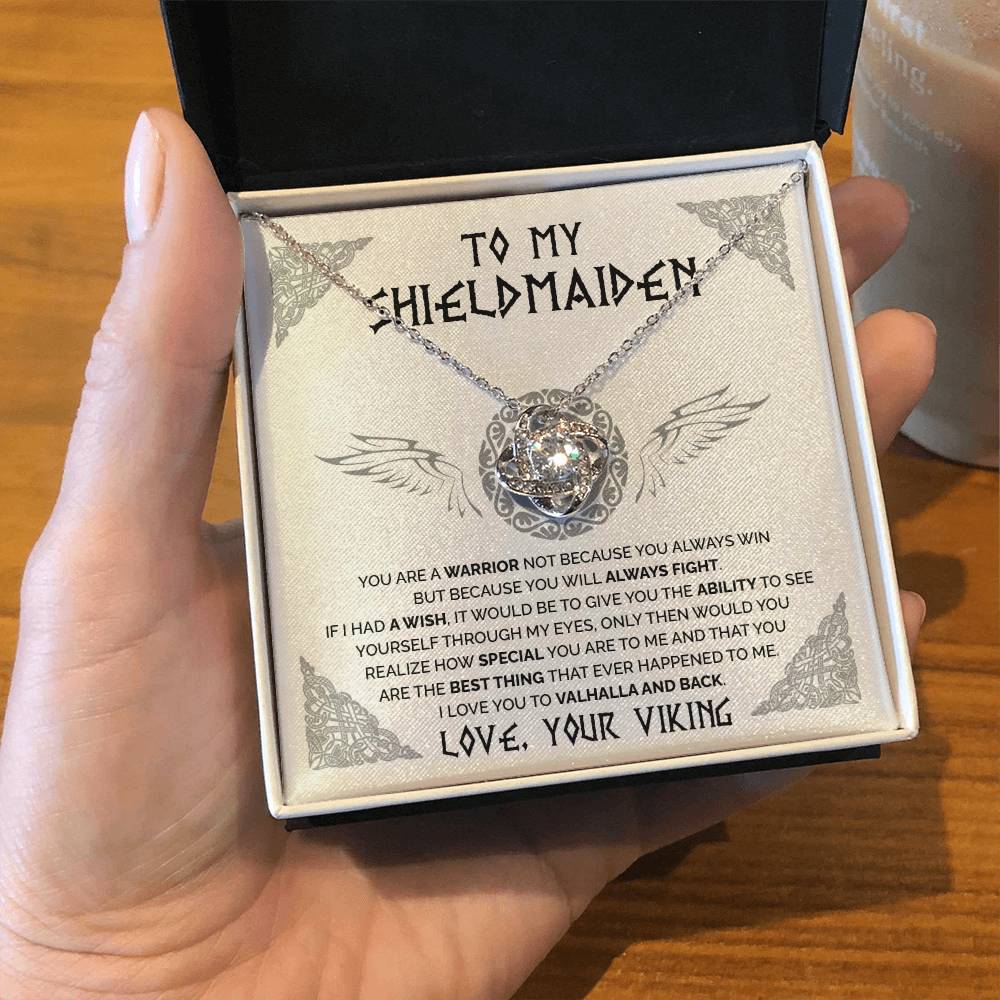 TO MY
SHIELDMAIDEN
YOU ARE A WARRIOR NOT BECAUSE YOU ALWAYS WIN
BUT BECAUSE YOU WILL ALWAYS FIGHT.
IF I HAD A WISH, IT WOULD BE TO GIVE YOU THE ABILITY TO SEE
YOURSELF THROUGH MY EYES, ONLY THEN WOULD YOU
REALIZE HOW SPECIAL YOU ARE TO ME AND THAT YOU
ARE THE BEST THING THAT EVER HAPPENED TO ME.
I LOVE YOU TO VALHALLA AND BACK.
LOVE, YOUR VIKING